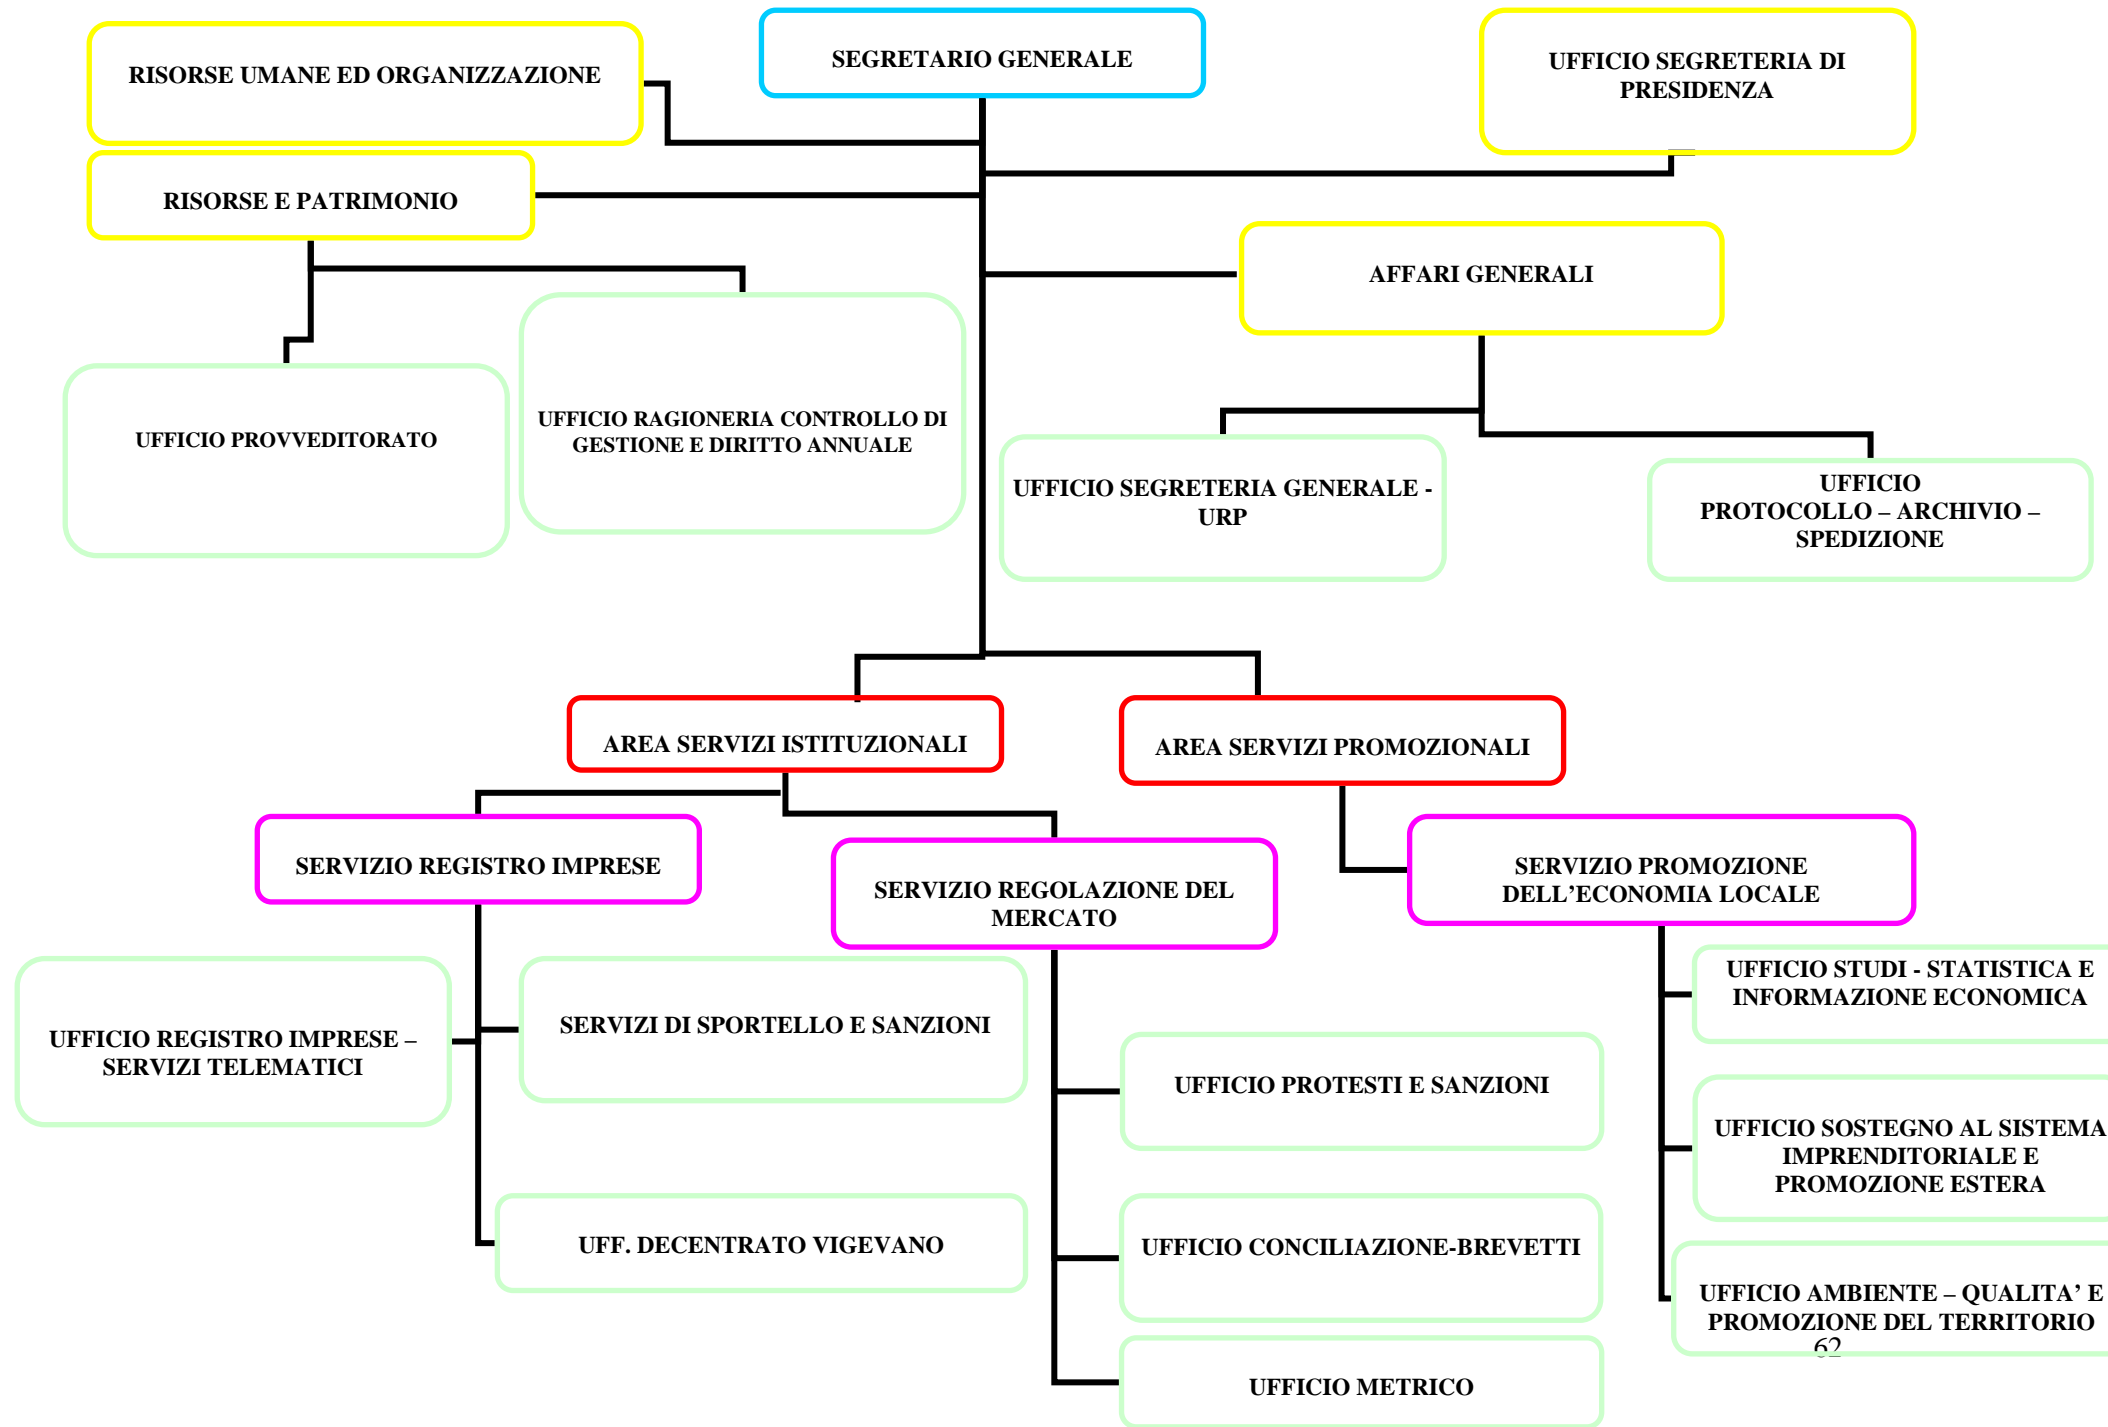 SEGRETARIO GENERALE
RISORSE UMANE ED ORGANIZZAZIONE
UFFICIO SEGRETERIA DI
PRESIDENZA
RISORSE E PATRIMONIO
AFFARI GENERALI
UFFICIO PROVVEDITORATO
UFFICIO RAGIONERIA CONTROLLO DI
GESTIONE E DIRITTO ANNUALE
UFFICIO SEGRETERIA GENERALE -
URP
UFFICIO
PROTOCOLLO – ARCHIVIO –
SPEDIZIONE
AREA SERVIZI ISTITUZIONALI
AREA SERVIZI PROMOZIONALI
SERVIZIO REGISTRO IMPRESE
SERVIZIO REGOLAZIONE DEL
MERCATO
SERVIZIO PROMOZIONE
DELL’ECONOMIA LOCALE
UFFICIO REGISTRO IMPRESE –
SERVIZI TELEMATICI
SERVIZI DI SPORTELLO E SANZIONI
UFF. DECENTRATO VIGEVANO
UFFICIO PROTESTI E SANZIONI
UFFICIO CONCILIAZIONE-BREVETTI
UFFICIO METRICO
UFFICIO STUDI - STATISTICA E
INFORMAZIONE ECONOMICA
UFFICIO SOSTEGNO AL SISTEMA
IMPRENDITORIALE E
PROMOZIONE ESTERA
UFFICIO AMBIENTE – QUALITA’ E
PROMOZIONE DEL TERRITORIO
62